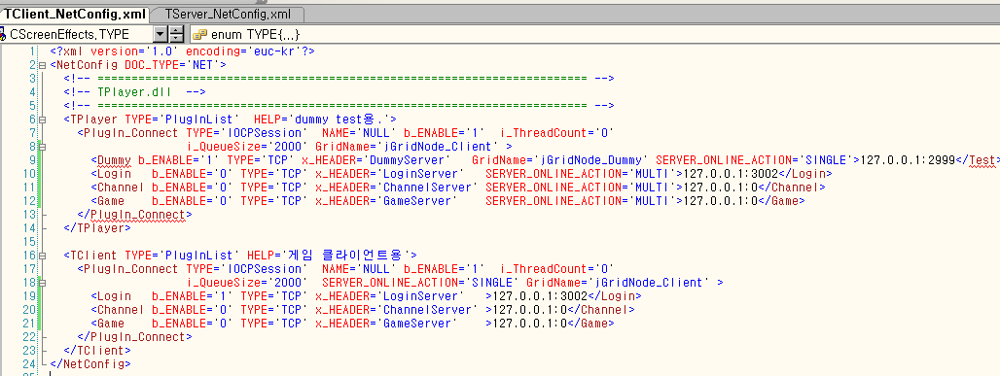 TClient_NetConfig.xml TServer_NetConfig.xml
CScreenEffects.TYPE enum TYPE{,,,}
1 <?xml version='1.0' encoding='euc-kr'?>
2 <NetConfig DOC_TYPE='NET'>
3 <!-- ======================================================================== -->
4 <!-- TPlayer.dll -->
5 <!-- ======================================================================== -->
6 <TPlayer TYPE='PlugInList' HELP='dummy test용.'>
7 <PlugIn_Connect TYPE='IOCPSession' NAME='NULL' b_ENABLE='1' i_ThreadCount='0'
8 i_QueueSize='2000' GridName='jGridNode_Client' >
9 <Dummy b_ENABLE='1' TYPE='TCP' x_HEADER='DummyServer' GridName='jGridNode_Dummy' SERVER_ONLINE_ACTION='SINGLE'>127.0.0.1:2999</Test>
10 <Login b_ENABLE='0' TYPE='TCP' x_HEADER='LoginServer' SERVER_ONLINE_ACTION='MULTI'>127.0.0.1:3002</Login>
11 <Channel b_ENABLE='0' TYPE='TCP' x_HEADER='ChannelServer' SERVER_ONLINE_ACTION='MULTI'>127.0.0.1:0</Channel>
12 <Game b_ENABLE='0' TYPE='TCP' x_HEADER='GameServer' SERVER_ONLINE_ACTION='MULTI'>127.0.0.1:0</Game>
13 </PlugIn_Connect>
14 </TPlayer>
15
16 <TClient TYPE='PlugInList' HELP='게임 클라이언트용'>
17 <PlugIn_Connect TYPE='IOCPSession' NAME='NULL' b_ENABLE='1' i_ThreadCount='0'
18 i_QueueSize='2000' SERVER_ONLINE_ACTION='SINGLE' GridName='jGridNode_Client' >
19 <Login b_ENABLE='1' TYPE='TCP' x_HEADER='LoginServer' >127.0.0.1:3002</Login>
20 <Channel b_ENABLE='0' TYPE='TCP' x_HEADER='ChannelServer' >127.0.0.1:0</Channel>
21 <Game b_ENABLE='0' TYPE='TCP' x_HEADER='GameServer' >127.0.0.1:0</Game>
22 </PlugIn_Connect>
23 </TClient>
24 </NetConfig>